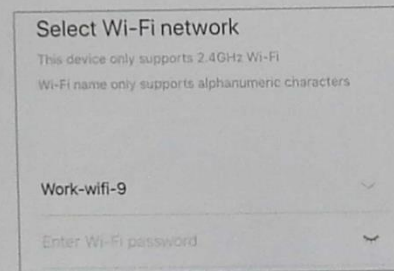 Select Wi-Fi network
This device only supports 2.4GHz Wi-Fi
Wi-Fi name only supports alphanumeric characters
Work-wifi-9
Enter Wi-Fi password